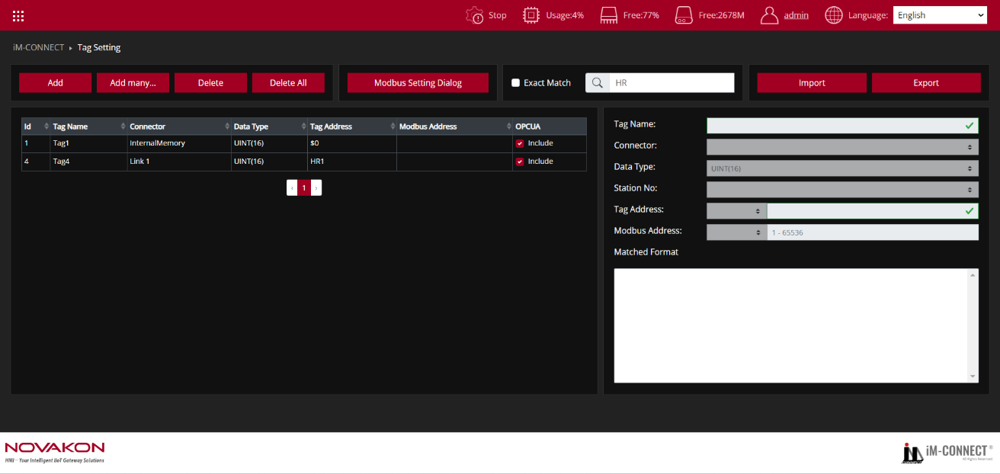 Stop Usage:4% Free:77% Free:2678M admin Language: English
iM-CONNECT ▸ Tag Setting
Add Add many... Delete Delete All Modbus Setting Dialog Exact Match HR Import Export
Id Tag Name Connector Data Type Tag Address Modbus Address OPCUA
1 Tag1 InternalMemory UINT(16) $0 Include
4 Tag4 Link 1 UINT(16) HR1 Include
‹ 1 ›
Tag Name:
Connector:
Data Type: UINT(16)
Station No:
Tag Address:
Modbus Address: 1 - 65536
Matched Format
NOVAKON
HMI – Your Intelligent IIoT Gateway Solutions
iM-CONNECT®
All Rights Reserved